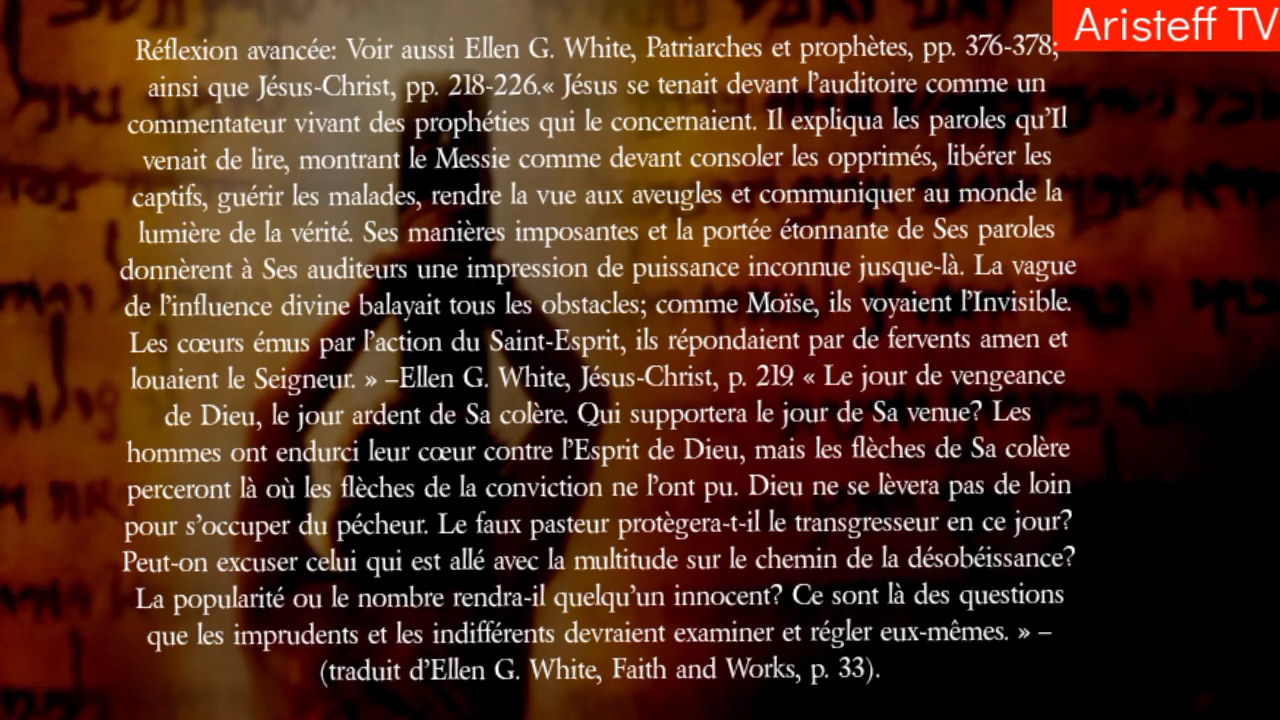 Aristeff TV
Réflexion avancée: Voir aussi Ellen G. White, Patriarches et prophètes, pp. 376-378;
ainsi que Jésus-Christ, pp. 218-226.« Jésus se tenait devant l'auditoire comme un
commentateur vivant des prophéties qui le concernaient. Il expliqua les paroles qu'Il
venait de lire, montrant le Messie comme devant consoler les opprimés, libérer les
captifs, guérir les malades, rendre la vue aux aveugles et communiquer au monde la
lumière de la vérité. Ses manières imposantes et la portée étonnante de Ses paroles
donnèrent à Ses auditeurs une impression de puissance inconnue jusque-là. La vague
de l'influence divine balayait tous les obstacles; comme Moïse, ils voyaient l'Invisible.
Les cœurs émus par l'action du Saint-Esprit, ils répondaient par de fervents amen et
louaient le Seigneur. » –Ellen G. White, Jésus-Christ, p. 219. « Le jour de vengeance
de Dieu, le jour ardent de Sa colère. Qui supportera le jour de Sa venue? Les
hommes ont endurci leur cœur contre l'Esprit de Dieu, mais les flèches de Sa colère
perceront là où les flèches de la conviction ne l'ont pu. Dieu ne se lèvera pas de loin
pour s'occuper du pécheur. Le faux pasteur protègera-t-il le transgresseur en ce jour?
Peut-on excuser celui qui est allé avec la multitude sur le chemin de la désobéissance?
La popularité ou le nombre rendra-il quelqu'un innocent? Ce sont là des questions
que les imprudents et les indifférents devraient examiner et régler eux-mêmes. » –
(traduit d'Ellen G. White, Faith and Works, p. 33).